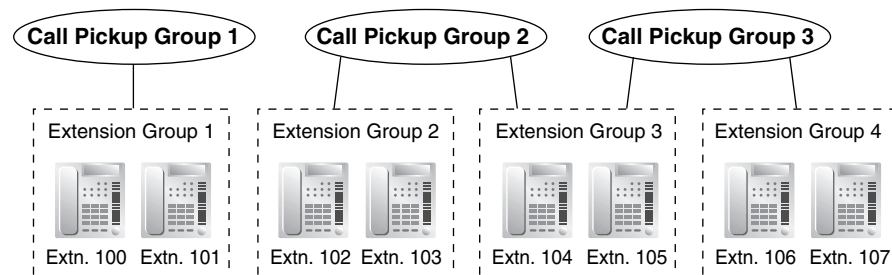 Call Pickup Group 1 Call Pickup Group 2 Call Pickup Group 3
Extension Group 1 Extension Group 2 Extension Group 3 Extension Group 4
Extn. 100 Extn. 101 Extn. 102 Extn. 103 Extn. 104 Extn. 105 Extn. 106 Extn. 107